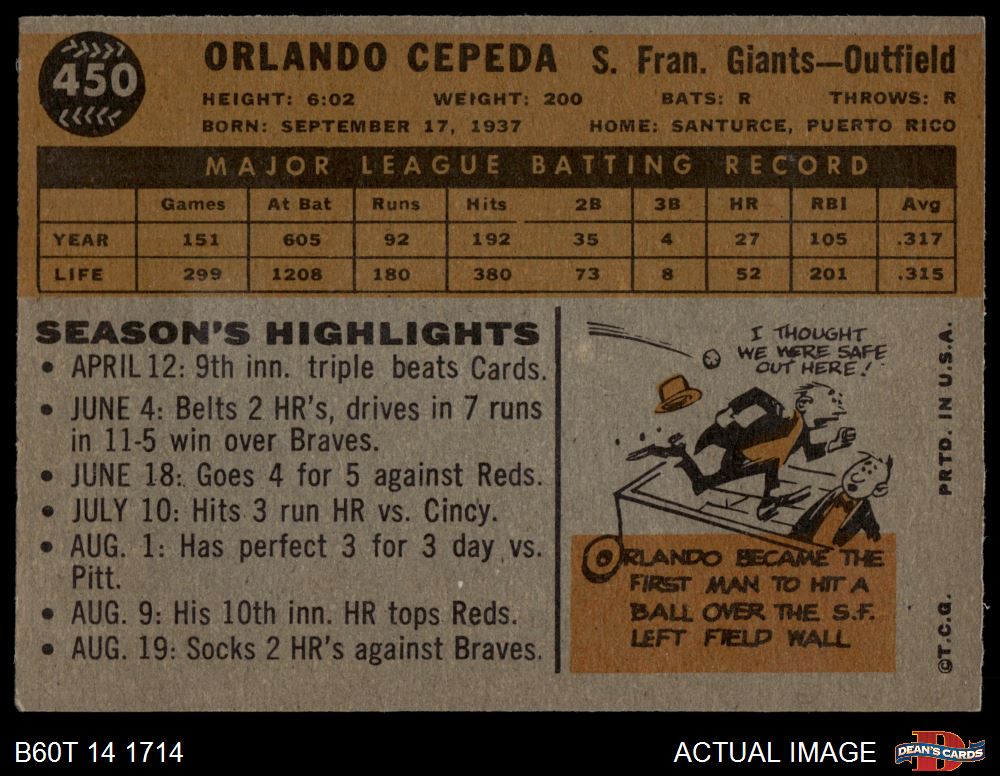 450
ORLANDO CEPEDA S. Fran. Giants—Outfield
HEIGHT: 6:02 WEIGHT: 200 BATS: R THROWS: R
BORN: SEPTEMBER 17, 1937 HOME: SANTURCE, PUERTO RICO
MAJOR LEAGUE BATTING RECORD
Games At Bat Runs Hits 2B 3B HR RBI Avg
YEAR 151 605 92 192 35 4 27 105 .317
LIFE 299 1208 180 380 73 8 52 201 .315
SEASON'S HIGHLIGHTS
• APRIL 12: 9th inn. triple beats Cards.
• JUNE 4: Belts 2 HR's, drives in 7 runs
in 11-5 win over Braves.
• JUNE 18: Goes 4 for 5 against Reds.
• JULY 10: Hits 3 run HR vs. Cincy.
• AUG. 1: Has perfect 3 for 3 day vs.
Pitt.
• AUG. 9: His 10th inn. HR tops Reds.
• AUG. 19: Socks 2 HR's against Braves.
I THOUGHT
WE WERE SAFE
OUT HERE!
ORLANDO BECAME THE
FIRST MAN TO HIT A
BALL OVER THE S.F.
LEFT FIELD WALL
©T.C.G. PRTD. IN U.S.A.
B60T 14 1714
ACTUAL IMAGE
DEAN'S CARDS